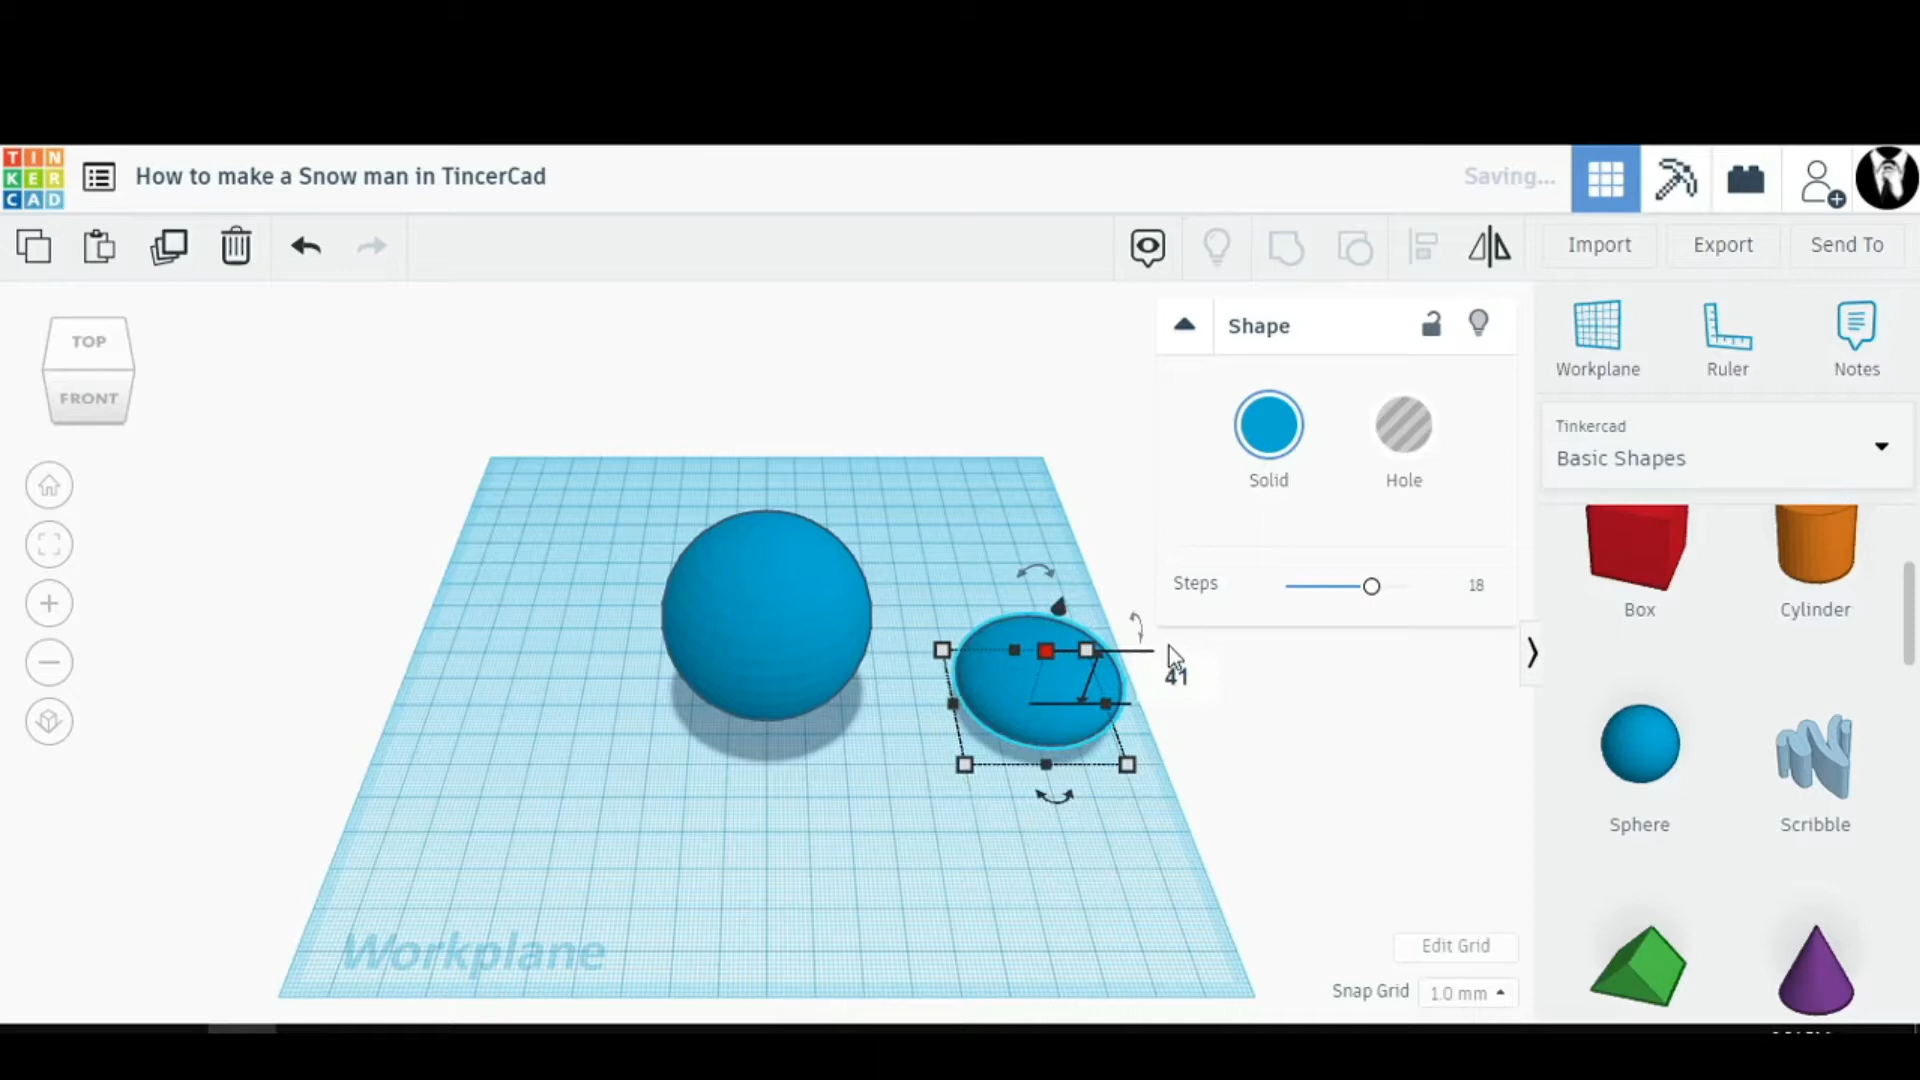 TIN
KER
CAD
How to make a Snow man in TincerCad
Saving...
Import
Export
Send To
TOP
FRONT
Shape
Solid
Hole
Steps
18
41
Workplane
Ruler
Notes
Tinkercad
Basic Shapes
Box
Cylinder
Sphere
Scribble
Workplane
Edit Grid
Snap Grid
1.0 mm